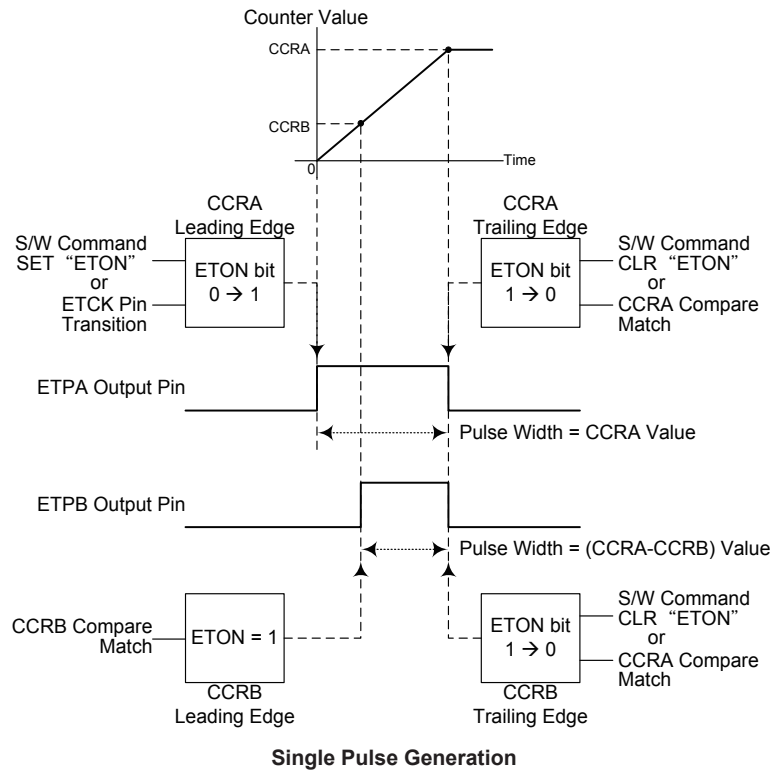 Counter Value
CCRA
CCRB
0
Time
CCRA
Leading Edge
S/W Command
SET “ETON”
or
ETCK Pin
Transition
ETON bit
0 → 1
CCRA
Trailing Edge
ETON bit
1 → 0
S/W Command
CLR “ETON”
or
CCRA Compare
Match
ETPA Output Pin
Pulse Width = CCRA Value
ETPB Output Pin
Pulse Width = (CCRA-CCRB) Value
CCRB Compare
Match
ETON = 1
CCRB
Leading Edge
ETON bit
1 → 0
CCRB
Trailing Edge
S/W Command
CLR “ETON”
or
CCRA Compare
Match
Single Pulse Generation